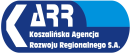 ARR
Koszalińska Agencja
Rozwoju Regionalnego S.A.